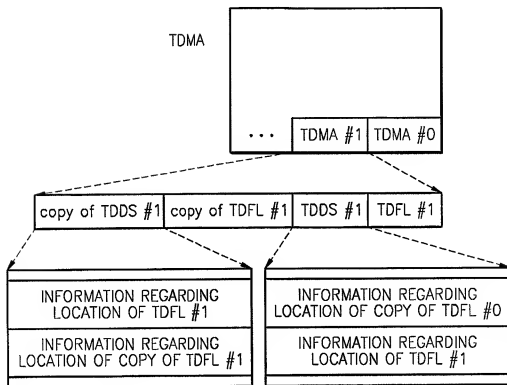 TDMA
... TDMA #1 TDMA #0
copy of TDDS #1 copy of TDFL #1 TDDS #1 TDFL #1
INFORMATION REGARDING
LOCATION OF TDFL #1
INFORMATION REGARDING
LOCATION OF COPY OF TDFL #1
INFORMATION REGARDING
LOCATION OF COPY OF TDFL #0
INFORMATION REGARDING
LOCATION OF TDFL #1